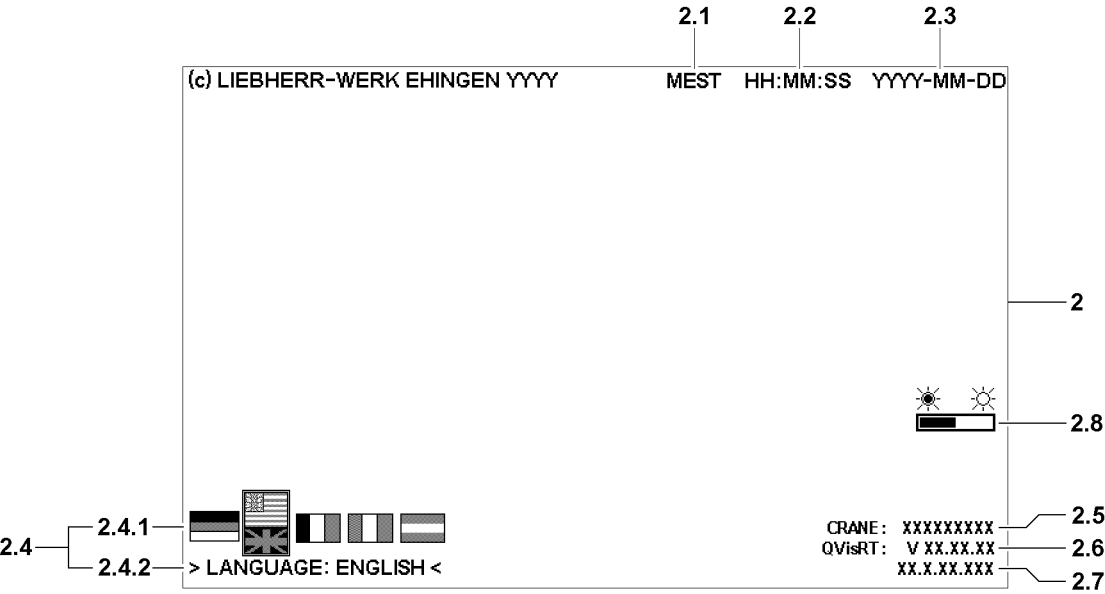 2.1 2.2 2.3
(c) LIEBHERR-WERK EHINGEN YYYY MEST HH:MM:SS YYYY-MM-DD
2
2.8
2.4.1
2.4
2.4.2
> LANGUAGE: ENGLISH <
CRANE: XXXXXXXXX 2.5
QVisRT: V XX.XX.XX 2.6
XX.X.XX.XXX 2.7